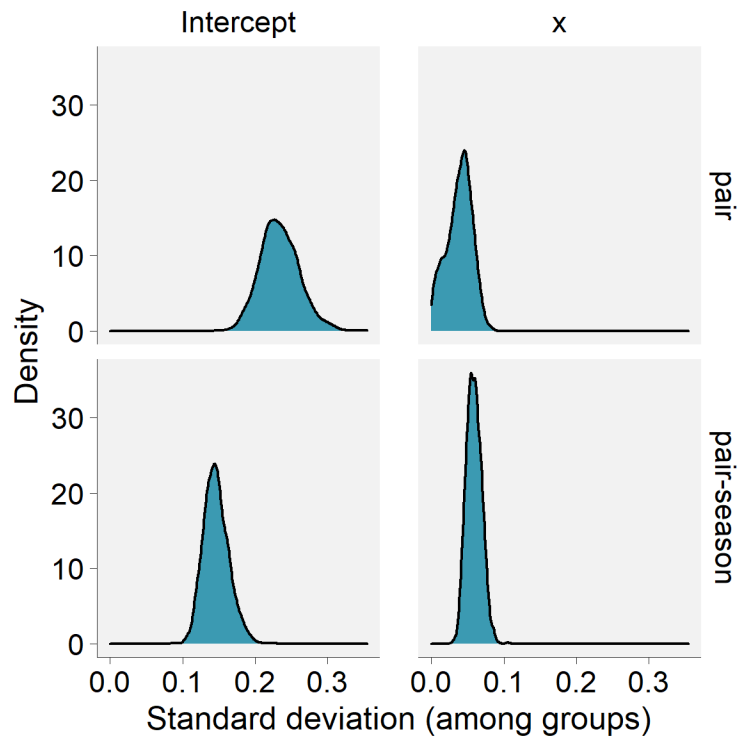 Intercept
x
30
20
10
0
pair
Density
30
20
10
0
pair-season
0.0 0.1 0.2 0.3
0.0 0.1 0.2 0.3
Standard deviation (among groups)